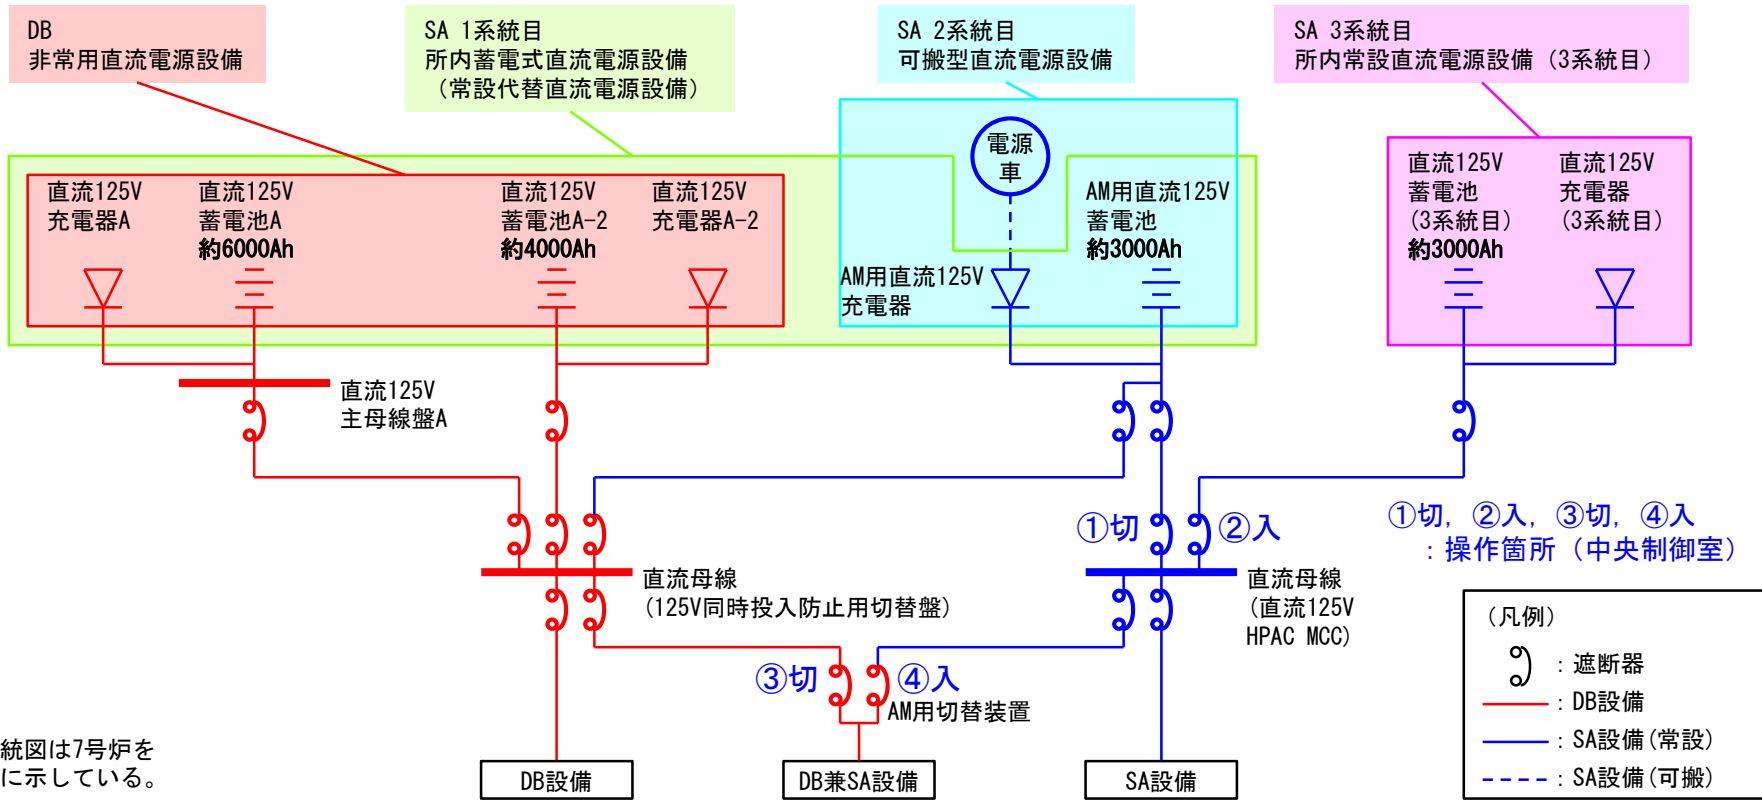 DB
非常用直流電源設備
SA 1系統目
所内蓄電式直流電源設備
（常設代替直流電源設備）
SA 2系統目
可搬型直流電源設備
SA 3系統目
所内常設直流電源設備（3系統目）
直流125V
充電器A
直流125V
蓄電池A
約6000Ah
直流125V
蓄電池A-2
約4000Ah
直流125V
充電器A-2
電源
車
AM用直流125V
充電器
AM用直流125V
蓄電池
約3000Ah
直流125V
蓄電池
(3系統目)
約3000Ah
直流125V
充電器
(3系統目)
直流125V
主母線盤A
①切
②入
①切, ②入, ③切, ④入
：操作箇所（中央制御室）
直流母線
(125V同時投入防止用切替盤)
直流母線
(直流125V
HPAC MCC)
③切
④入
AM用切替装置
DB設備
DB兼SA設備
SA設備
(凡例)
：遮断器
：DB設備
：SA設備(常設)
：SA設備(可搬)
統図は7号炉を
に示している。